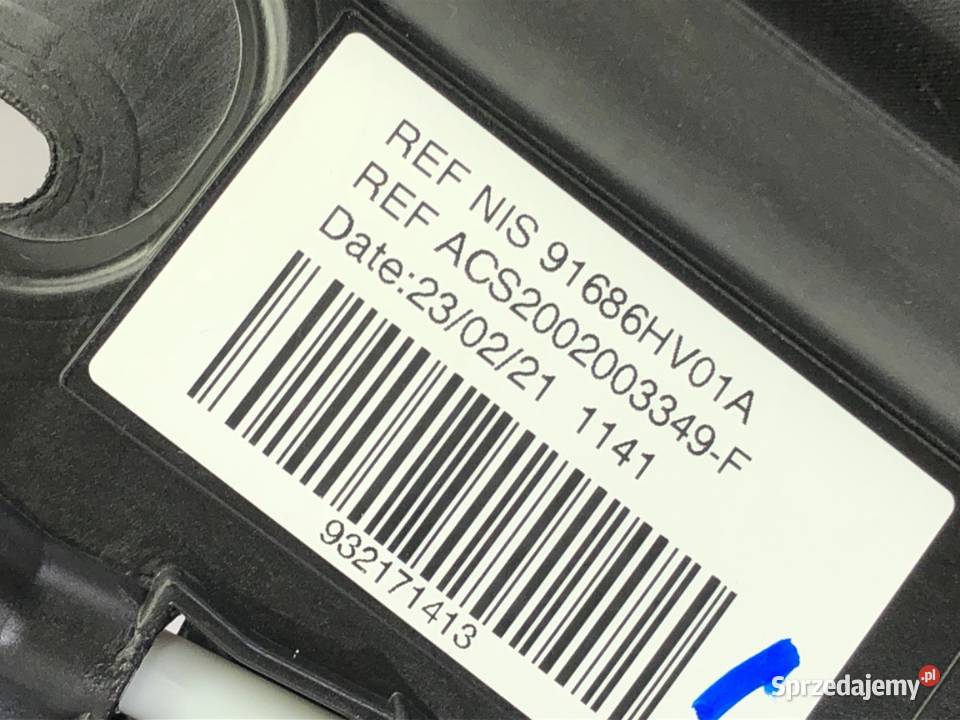 REF NIS 91686HV01A
REF ACS2002003349-F
Date:23/02/21 1141
932171413
Sprzedajemy.pl